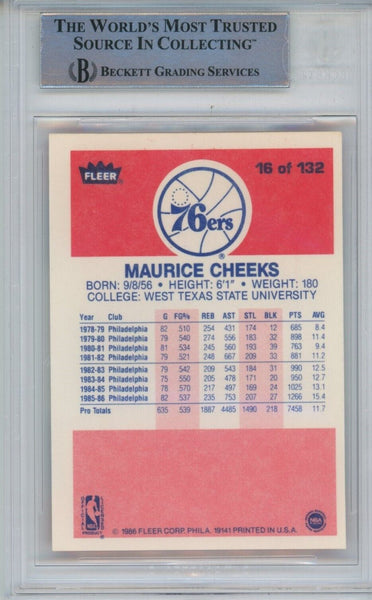 THE WORLD'S MOST TRUSTED
SOURCE IN COLLECTING™
B BECKETT GRADING SERVICES
FLEER
16 of 132
76ers
®
MAURICE CHEEKS
BORN: 9/8/56 • HEIGHT: 6'1" • WEIGHT: 180
COLLEGE: WEST TEXAS STATE UNIVERSITY
Year Club G FG% REB AST STL BLK PTS AVG
1978-79 Philadelphia 82 510 254 431 174 12 685 8.4
1979-80 Philadelphia 79 540 274 556 183 32 898 11.4
1980-81 Philadelphia 81 534 245 560 193 39 763 9.4
1981-82 Philadelphia 79 521 248 667 209 33 881 11.2
1982-83 Philadelphia 79 542 209 543 184 31 990 12.5
1983-84 Philadelphia 75 550 205 478 171 20 950 12.7
1984-85 Philadelphia 78 570 217 497 169 24 1025 13.1
1985-86 Philadelphia 82 537 235 753 207 27 1266 15.4
Pro Totals 635 539 1887 4485 1490 218 7458 11.7
NBA
PRODUCT
© 1986 FLEER CORP. PHILA. 19141 PRINTED IN U.S.A.
NBA